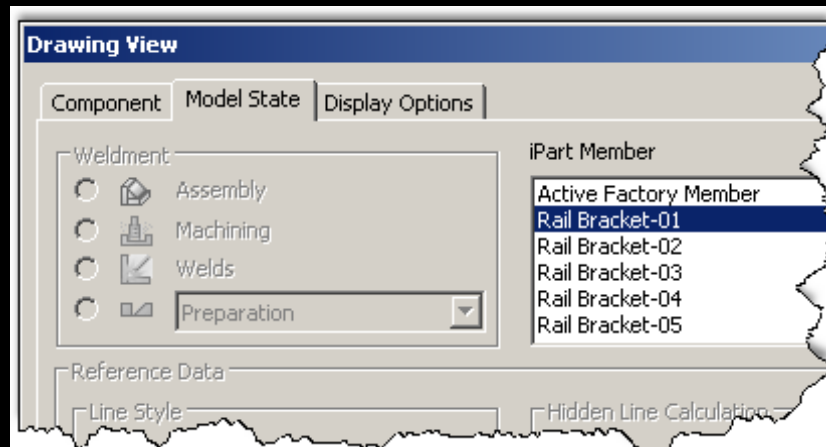 Drawing View
Component
Model State
Display Options
Weldment
Assembly
Machining
Welds
Preparation
iPart Member
Active Factory Member
Rail Bracket-01
Rail Bracket-02
Rail Bracket-03
Rail Bracket-04
Rail Bracket-05
Reference Data
Line Style
Hidden Line Calculation